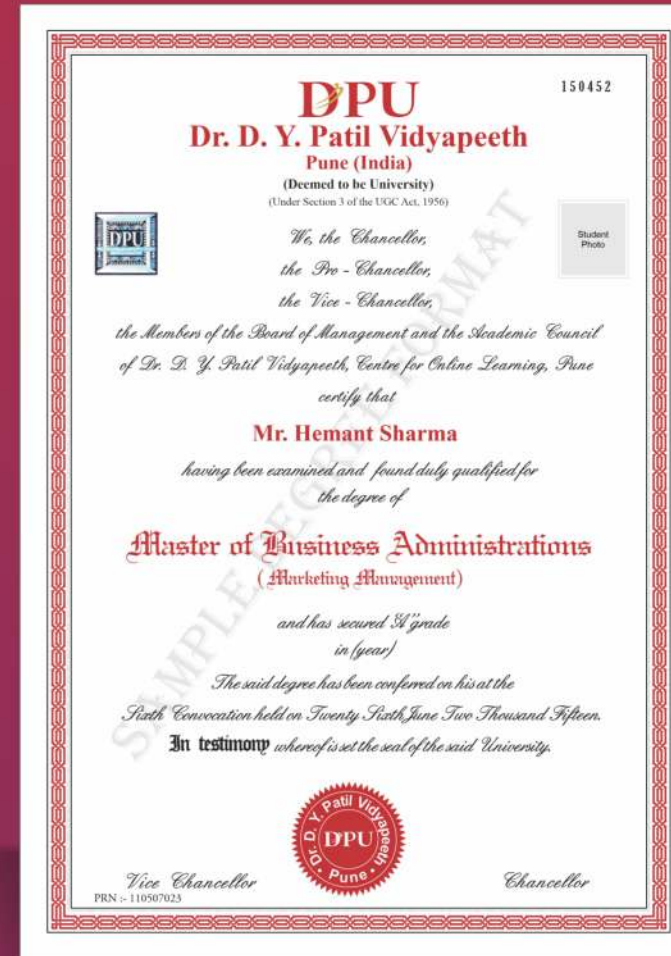 DPU
150452
Dr. D. Y. Patil Vidyapeeth
Pune (India)
(Deemed to be University)
(Under Section 3 of the UGC Act, 1956)
DPU
Student
Photo
We, the Chancellor,
the Pro - Chancellor,
the Vice - Chancellor,
the Members of the Board of Management and the Academic Council
of Dr. D. Y. Patil Vidyapeeth, Centre for Online Learning, Pune
certify that
Mr. Hemant Sharma
having been examined and found duly qualified for
the degree of
Master of Business Administrations
( Marketing Management)
and has secured "A" grade
in (year)
The said degree has been conferred on his at the
Sixth Convocation held on Twenty Sixth June Two Thousand Fifteen.
In testimony whereof is set the seal of the said University.
SAMPLE DEGREE FORMAT
Dr. D. Y. Patil Vidyapeeth
DPU
Pune
Vice Chancellor
Chancellor
PRN :- 110507023